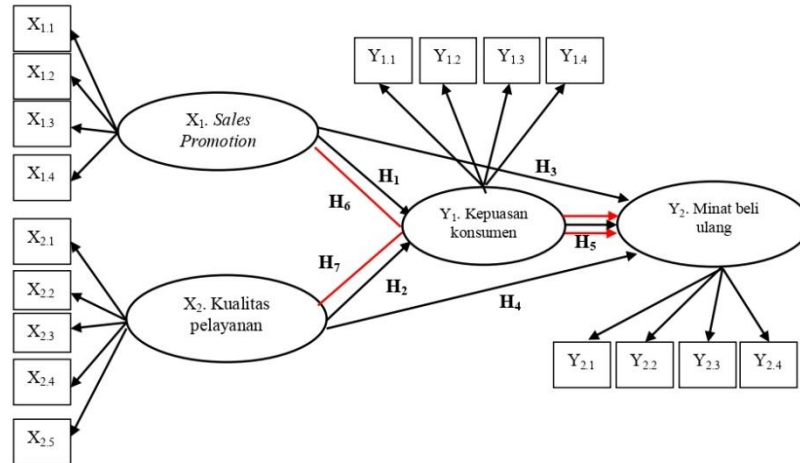 X1.1
X1.2
X1.3
X1.4
X1. Sales
Promotion
Y1.1
Y1.2
Y1.3
Y1.4
H1
H3
H6
Y1. Kepuasan
konsumen
Y2. Minat beli
ulang
H5
X2.1
X2.2
X2.3
X2.4
X2.5
X2. Kualitas
pelayanan
H7
H2
H4
Y2.1
Y2.2
Y2.3
Y2.4